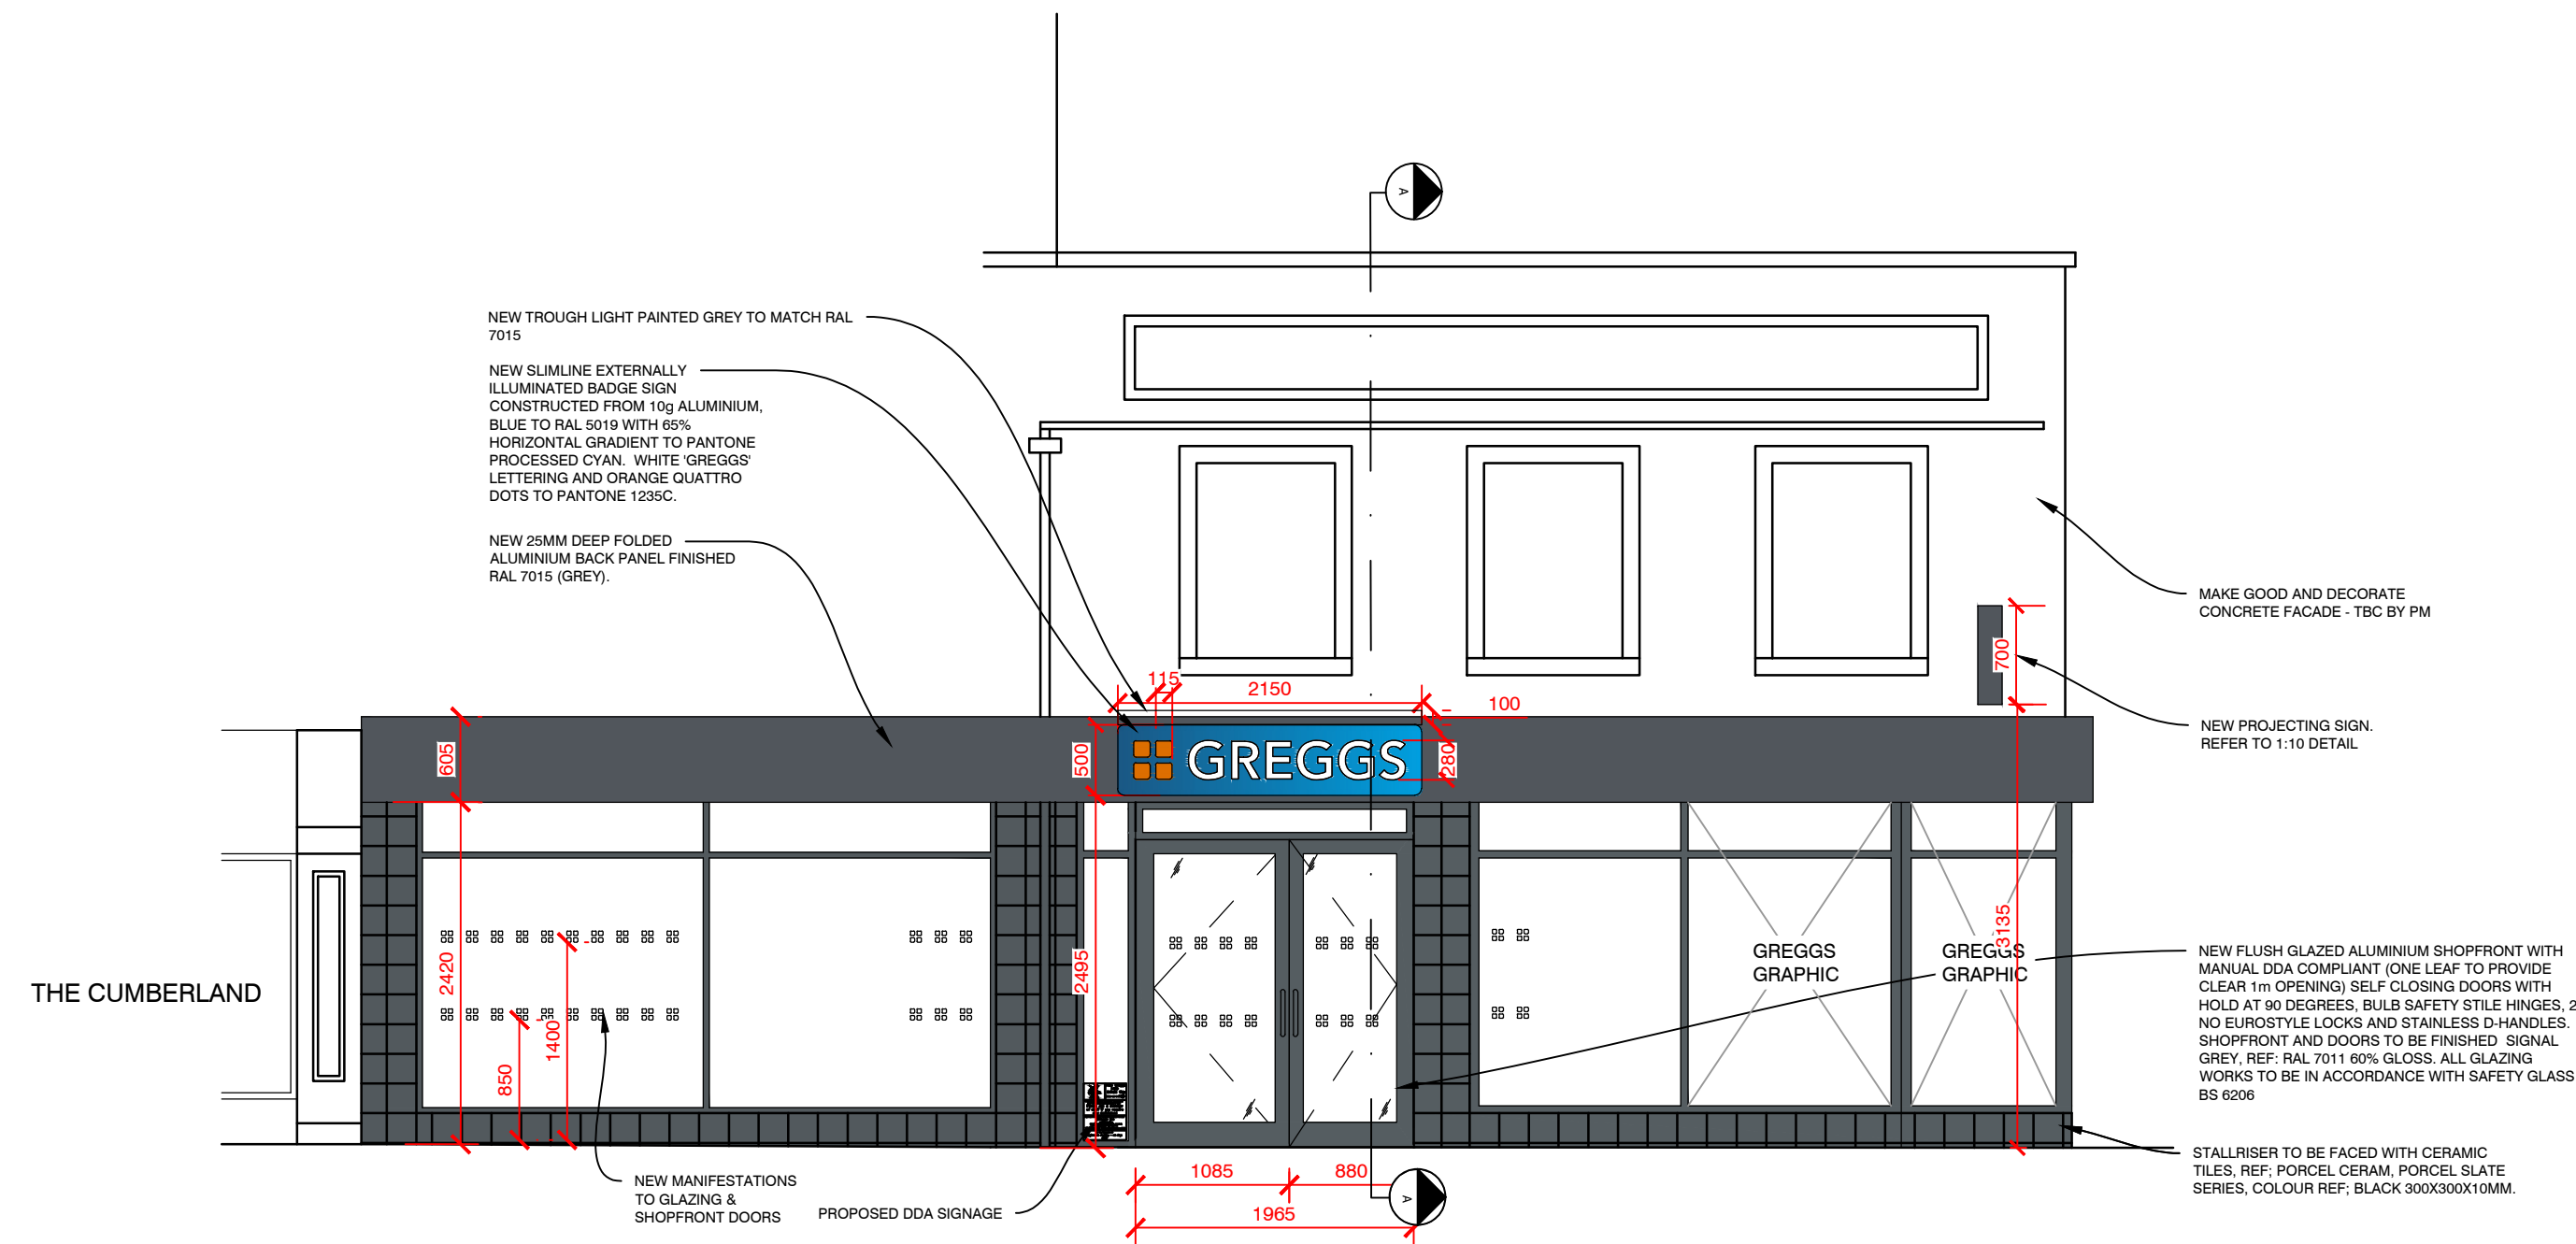 A
NEW TROUGH LIGHT PAINTED GREY TO MATCH RAL
7015
NEW SLIMLINE EXTERNALLY
ILLUMINATED BADGE SIGN
CONSTRUCTED FROM 10g ALUMINIUM,
BLUE TO RAL 5019 WITH 65%
HORIZONTAL GRADIENT TO PANTONE
PROCESSED CYAN. WHITE 'GREGGS'
LETTERING AND ORANGE QUATTRO
DOTS TO PANTONE 1235C.
NEW 25MM DEEP FOLDED
ALUMINIUM BACK PANEL FINISHED
RAL 7015 (GREY).
MAKE GOOD AND DECORATE
CONCRETE FACADE - TBC BY PM
700
115
2150
100
NEW PROJECTING SIGN.
REFER TO 1:10 DETAIL
605
500
GREGGS
280
THE CUMBERLAND
2420
850
1400
2495
GREGGS
GRAPHIC
GREGGS
GRAPHIC
3135
NEW FLUSH GLAZED ALUMINIUM SHOPFRONT WITH
MANUAL DDA COMPLIANT (ONE LEAF TO PROVIDE
CLEAR 1m OPENING) SELF CLOSING DOORS WITH
HOLD AT 90 DEGREES, BULB SAFETY STILE HINGES, 2
NO EUROSTYLE LOCKS AND STAINLESS D-HANDLES.
SHOPFRONT AND DOORS TO BE FINISHED SIGNAL
GREY, REF: RAL 7011 60% GLOSS. ALL GLAZING
WORKS TO BE IN ACCORDANCE WITH SAFETY GLASS
BS 6206
STALLRISER TO BE FACED WITH CERAMIC
TILES, REF; PORCEL CERAM, PORCEL SLATE
SERIES, COLOUR REF; BLACK 300X300X10MM.
NEW MANIFESTATIONS
TO GLAZING &
SHOPFRONT DOORS
PROPOSED DDA SIGNAGE
1085
880
A
1965